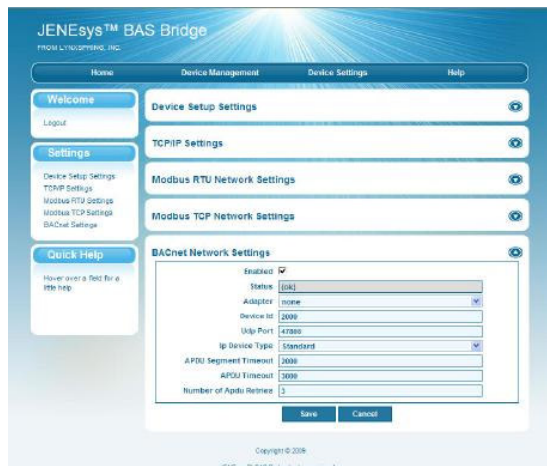 JENEsys™ BAS Bridge
FROM LYNXSPRING, INC.
Home Device Management Device Settings Help
Welcome
Logout
Settings
Device Setup Settings
TCP/IP Settings
Modbus RTU Settings
Modbus TCP Settings
BACnet Settings
Quick Help
Hover over a field for a
little help
Device Setup Settings
TCP/IP Settings
Modbus RTU Network Settings
Modbus TCP Network Settings
BACnet Network Settings
Enabled
Status {ok}
Adapter none
Device Id 2000
Udp Port 47808
Ip Device Type Standard
APDU Segment Timeout 2000
APDU Timeout 3000
Number of Apdu Retries 3
Save Cancel
Copyright © 2009